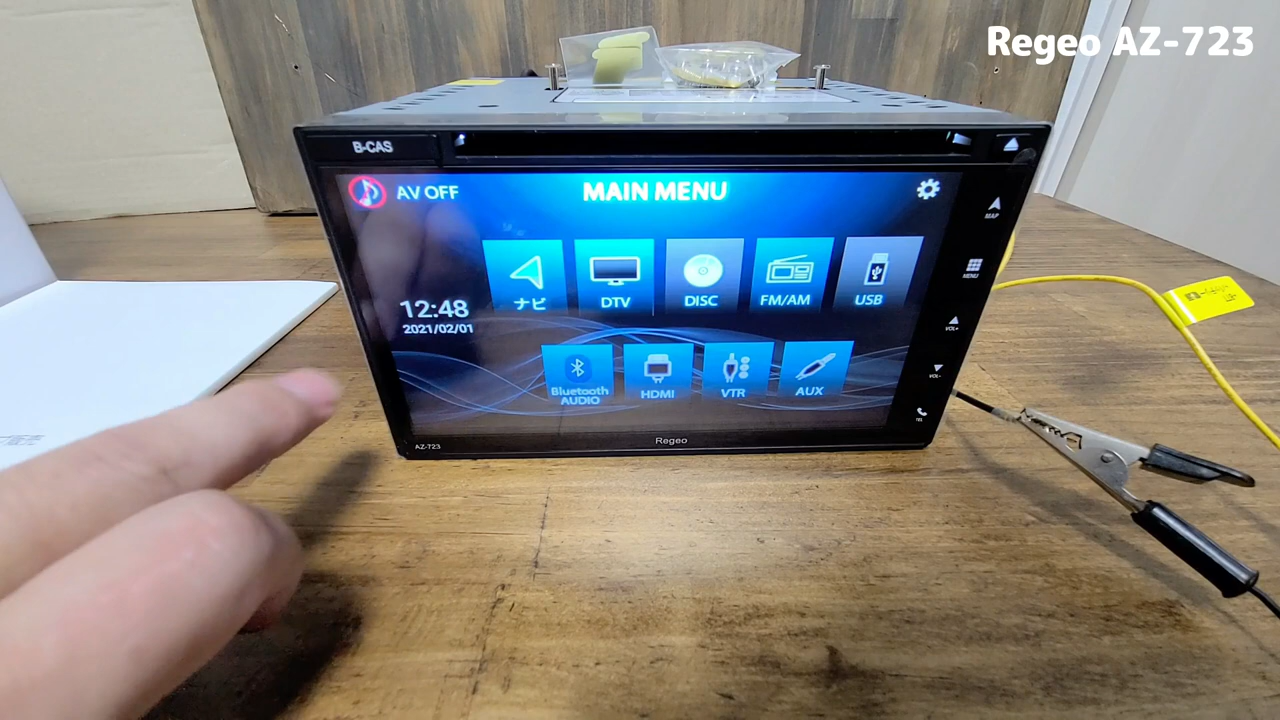 Regeo AZ-723
B-CAS
AV OFF
MAIN MENU
MAP
ナビ
DTV
DISC
FM/AM
USB
MENU
12:48
2021/02/01
VOL+
Bluetooth
AUDIO
HDMI
VTR
AUX
VOL-
TEL
AZ-723
Regeo